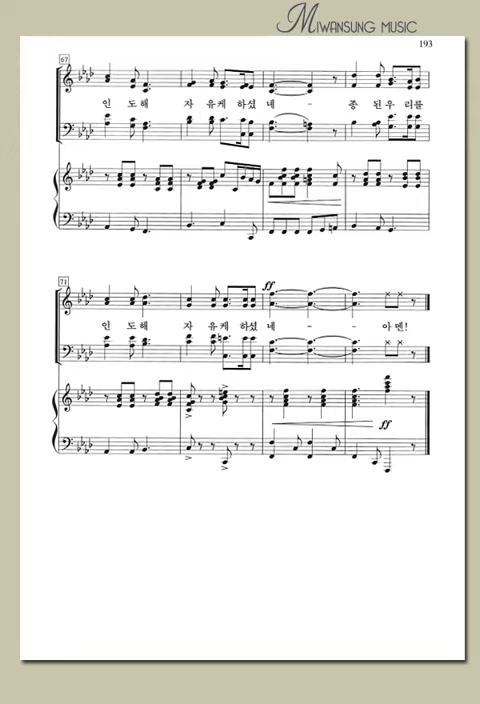 MIWANSUNG MUSIC
193
67
인 도해 자 유케 하셨 네 - 종 된우 리를
71
ff
인 도해 자 유케 하셨 네 - - 아멘!
ff